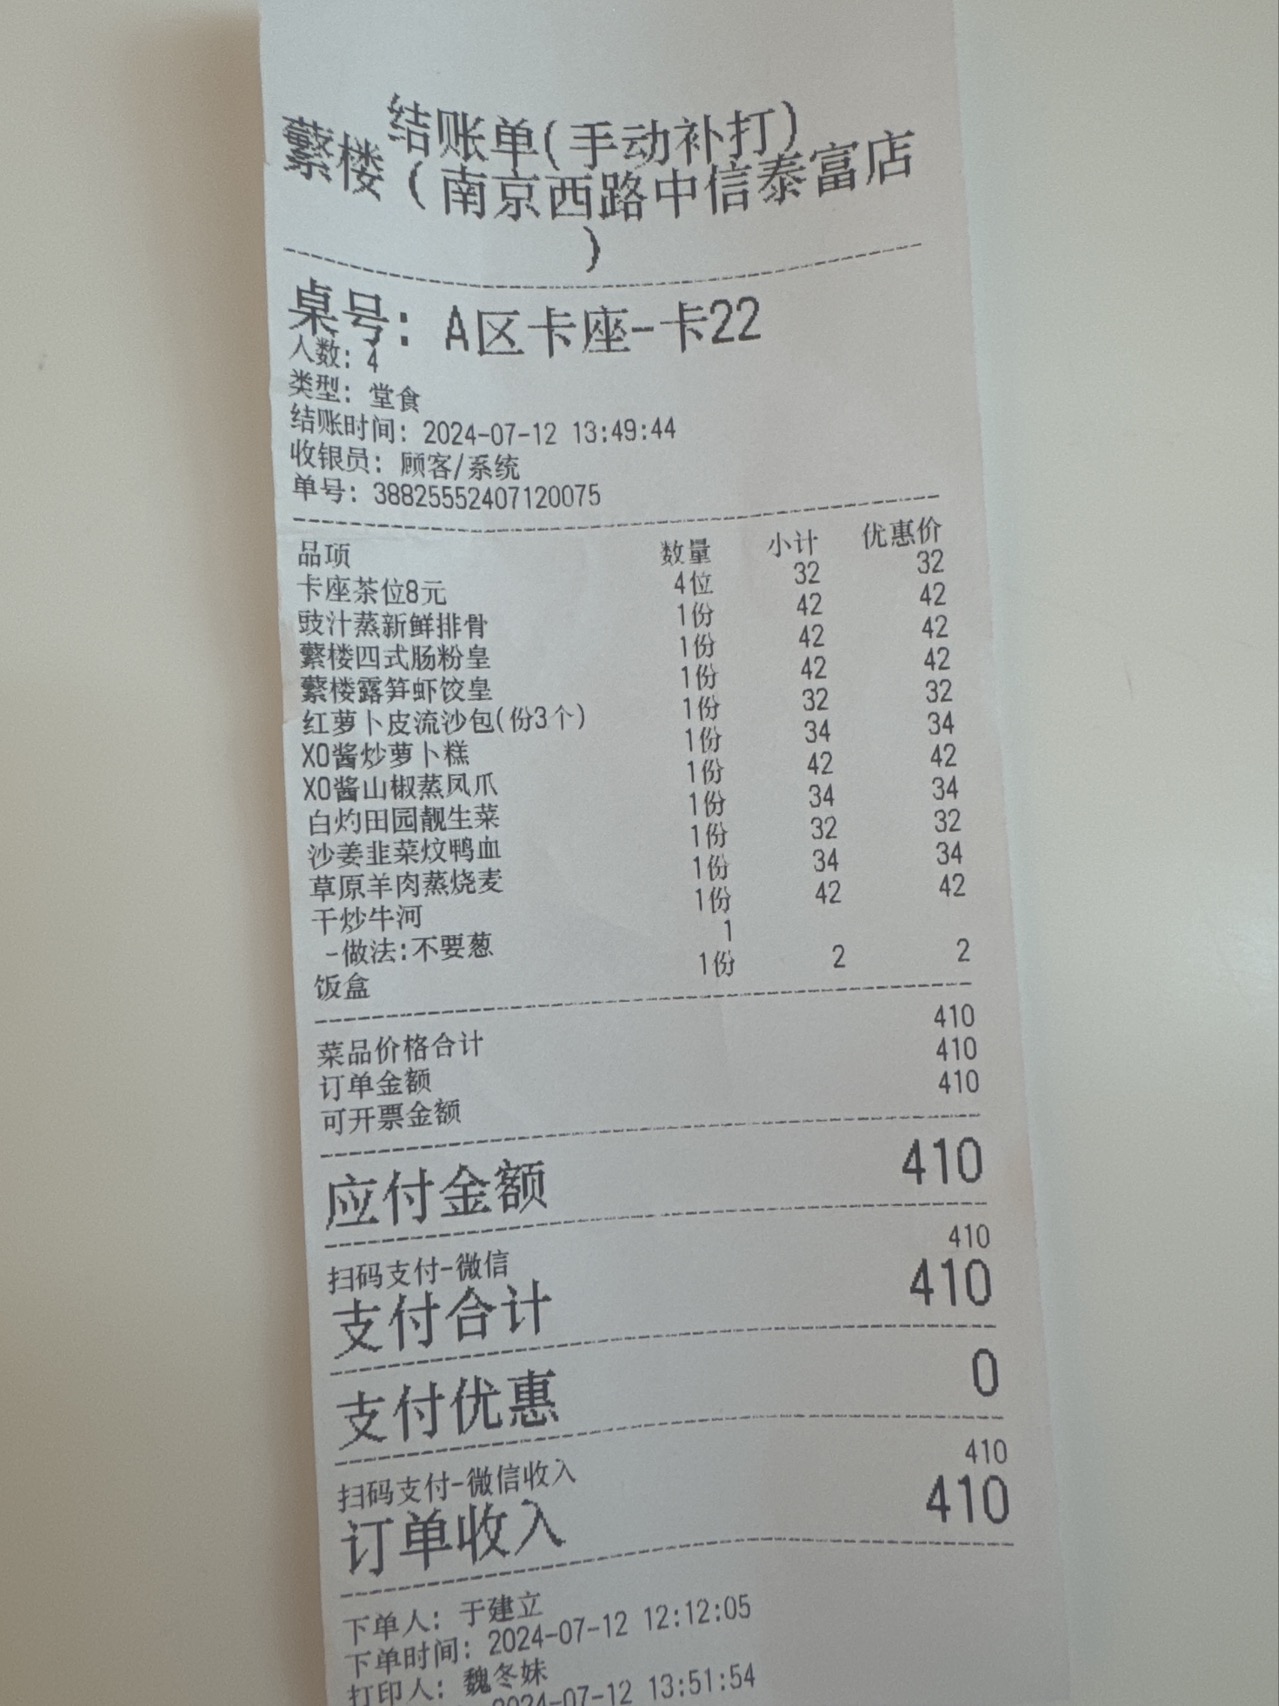 结账单(手动补打)
蘩楼(南京西路中信泰富店
)
桌号: A区卡座-卡22
人数: 4
类型: 堂食
结账时间: 2024-07-12 13:49:44
收银员: 顾客/系统
单号: 38825552407120075
品项 数量 小计 优惠价
卡座茶位8元 4位 32 32
豉汁蒸新鲜排骨 1份 42 42
蘩楼四式肠粉皇 1份 42 42
蘩楼露笋虾饺皇 1份 42 42
红萝卜皮流沙包(份3个) 1份 32 32
XO酱炒萝卜糕 1份 34 34
XO酱山椒蒸凤爪 1份 42 42
白灼田园靓生菜 1份 34 34
沙姜韭菜炆鸭血 1份 32 32
草原羊肉蒸烧麦 1份 34 34
干炒牛河 1份 42 42
-做法:不要葱 1
饭盒 1份 2 2
菜品价格合计 410
订单金额 410
可开票金额 410
应付金额 410
扫码支付-微信 410
支付合计 410
支付优惠 0
扫码支付-微信收入 410
订单收入 410
下单人: 于建立
下单时间: 2024-07-12 12:12:05
打印人: 魏冬妹
2024-07-12 13:51:54